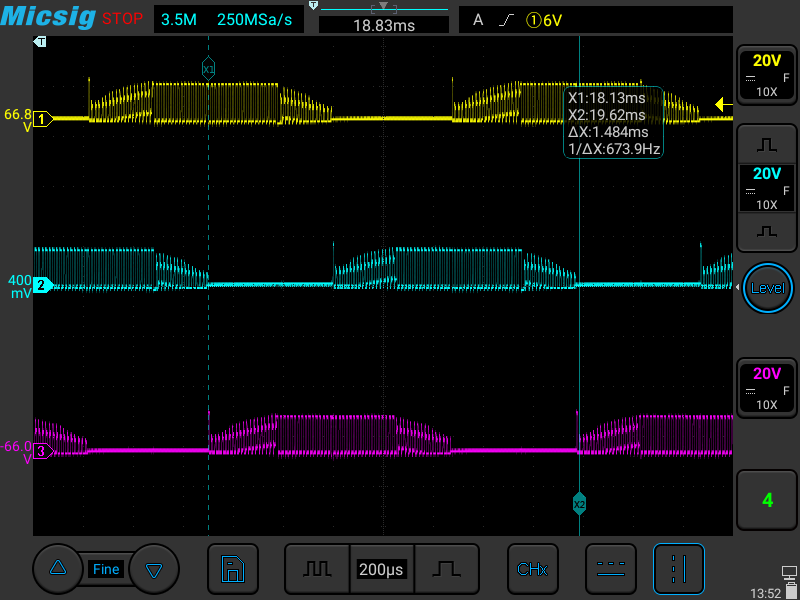 Micsig STOP 3.5M 250MSa/s T 18.83ms A ①6V
T
X1
20V
F
10X
66.8
V
1
X1:18.13ms
X2:19.62ms
ΔX:1.484ms
1/ΔX:673.9Hz
20V
F
10X
400
mV
2
Level
20V
F
10X
-66.0
V
3
X2
4
Fine
200µs
CHx
13:52